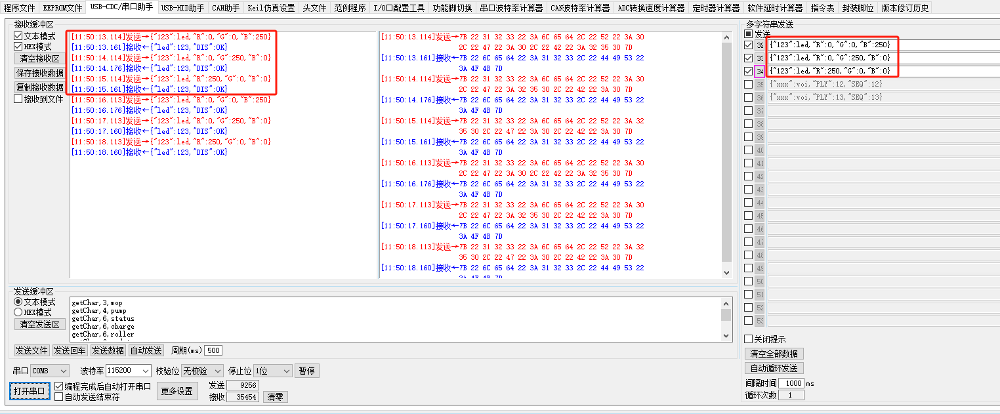 程序文件 EEPROM文件 USB-CDC/串口助手 USB-HID助手 CAN助手 Keil仿真设置 头文件 范例程序 I/O口配置工具 功能脚切换 串口波特率计算器 CAN波特率计算器 ADC转换速度计算器 定时器计算器 软件延时计算器 指令表 封装脚位 版本修订历史
接收缓冲区
文本模式
HEX模式
清空接收区
保存接收数据
复制接收数据
接收到文件
[11:50:13.114]发送→{"123":led,"R":0,"G":0,"B":250}
[11:50:13.161]接收←{"led":123,"DIS":OK}
[11:50:14.114]发送→{"123":led,"R":0,"G":250,"B":0}
[11:50:14.176]接收←{"led":123,"DIS":OK}
[11:50:15.114]发送→{"123":led,"R":250,"G":0,"B":0}
[11:50:15.161]接收←{"led":123,"DIS":OK}
[11:50:16.113]发送→{"123":led,"R":0,"G":0,"B":250}
[11:50:16.176]接收←{"led":123,"DIS":OK}
[11:50:17.113]发送→{"123":led,"R":0,"G":250,"B":0}
[11:50:17.160]接收←{"led":123,"DIS":OK}
[11:50:18.113]发送→{"123":led,"R":250,"G":0,"B":0}
[11:50:18.160]接收←{"led":123,"DIS":OK}
[11:50:13.114]发送→7B 22 31 32 33 22 3A 6C 65 64 2C 22 52 22 3A 30
2C 22 47 22 3A 30 2C 22 42 22 3A 32 35 30 7D
[11:50:13.161]接收←7B 22 6C 65 64 22 3A 31 32 33 2C 22 44 49 53 22
3A 4F 4B 7D
[11:50:14.114]发送→7B 22 31 32 33 22 3A 6C 65 64 2C 22 52 22 3A 30
2C 22 47 22 3A 32 35 30 2C 22 42 22 3A 30 7D
[11:50:14.176]接收←7B 22 6C 65 64 22 3A 31 32 33 2C 22 44 49 53 22
3A 4F 4B 7D
[11:50:15.114]发送→7B 22 31 32 33 22 3A 6C 65 64 2C 22 52 22 3A 32
35 30 2C 22 47 22 3A 30 2C 22 42 22 3A 30 7D
[11:50:15.161]接收←7B 22 6C 65 64 22 3A 31 32 33 2C 22 44 49 53 22
3A 4F 4B 7D
[11:50:16.113]发送→7B 22 31 32 33 22 3A 6C 65 64 2C 22 52 22 3A 30
2C 22 47 22 3A 30 2C 22 42 22 3A 32 35 30 7D
[11:50:16.176]接收←7B 22 6C 65 64 22 3A 31 32 33 2C 22 44 49 53 22
3A 4F 4B 7D
[11:50:17.113]发送→7B 22 31 32 33 22 3A 6C 65 64 2C 22 52 22 3A 30
2C 22 47 22 3A 32 35 30 2C 22 42 22 3A 30 7D
[11:50:17.160]接收←7B 22 6C 65 64 22 3A 31 32 33 2C 22 44 49 53 22
3A 4F 4B 7D
[11:50:18.113]发送→7B 22 31 32 33 22 3A 6C 65 64 2C 22 52 22 3A 32
35 30 2C 22 47 22 3A 30 2C 22 42 22 3A 30 7D
[11:50:18.160]接收←7B 22 6C 65 64 22 3A 31 32 33 2C 22 44 49 53 22
3A 4F 4B 7D
多字符串发送
发送
32 {"123":led,"R":0,"G":0,"B":250}
33 {"123":led,"R":0,"G":250,"B":0}
34 {"123":led,"R":250,"G":0,"B":0}
35 {"xxx":voi,"PLY":12,"SEQ":12}
36 {"xxx":voi,"PLY":13,"SEQ":13}
37
38
39
40
41
42
43
44
45
46
47
48
49
50
51
52
53
关闭提示
清空全部数据
自动循环发送
间隔时间 1000 ms
循环次数 1
发送缓冲区
文本模式
HEX模式
清空发送区
getChar,3,mop
getChar,4,pump
getChar,6,status
getChar,6,charge
getChar,6,roller
发送文件 发送回车 发送数据 自动发送 周期(ms) 500
串口 COM8 波特率 115200 校验位 无校验 停止位 1位 暂停
打开串口 编程完成后自动打开串口 更多设置 发送 9256
自动发送结束符 接收 35454 清零